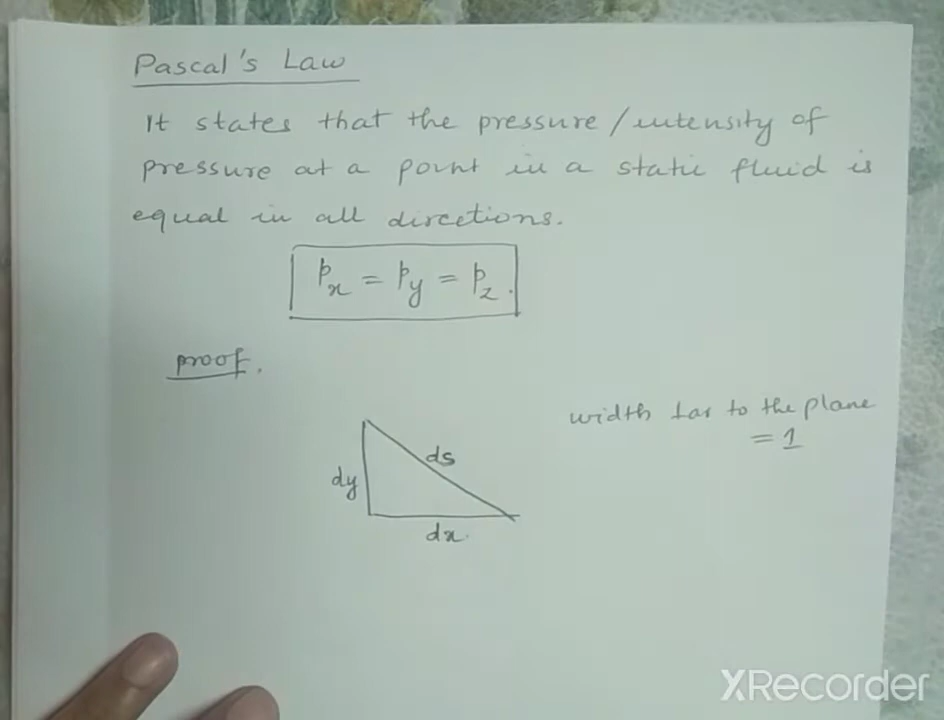 Pascal's Law
It states that the pressure/intensity of
pressure at a point in a static fluid is
equal in all directions.
px = py = pz.
proof.
width lar to the plane
= 1
ds
dy
dx.
XRecorder